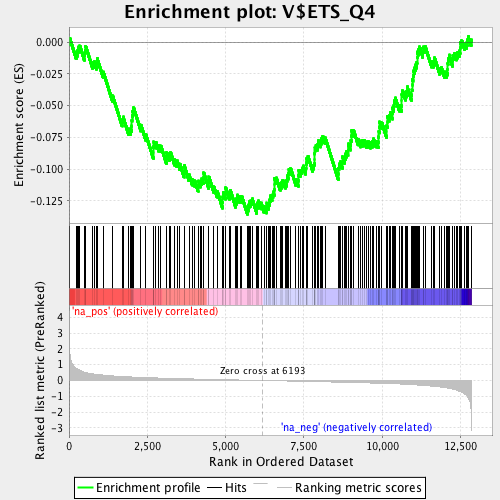 Enrichment plot: V$ETS_Q4
Enrichment score (ES)
0.000
-0.025
-0.050
-0.075
-0.100
-0.125
'na_pos' (positively correlated)
Ranked list metric (PreRanked)
4
3
2
1
0
-1
-2
-3
Zero cross at 6193
'na_neg' (negatively correlated)
0
2,500
5,000
7,500
10,000
12,500
Rank in Ordered Dataset
Enrichment profile
Hits
Ranking metric scores